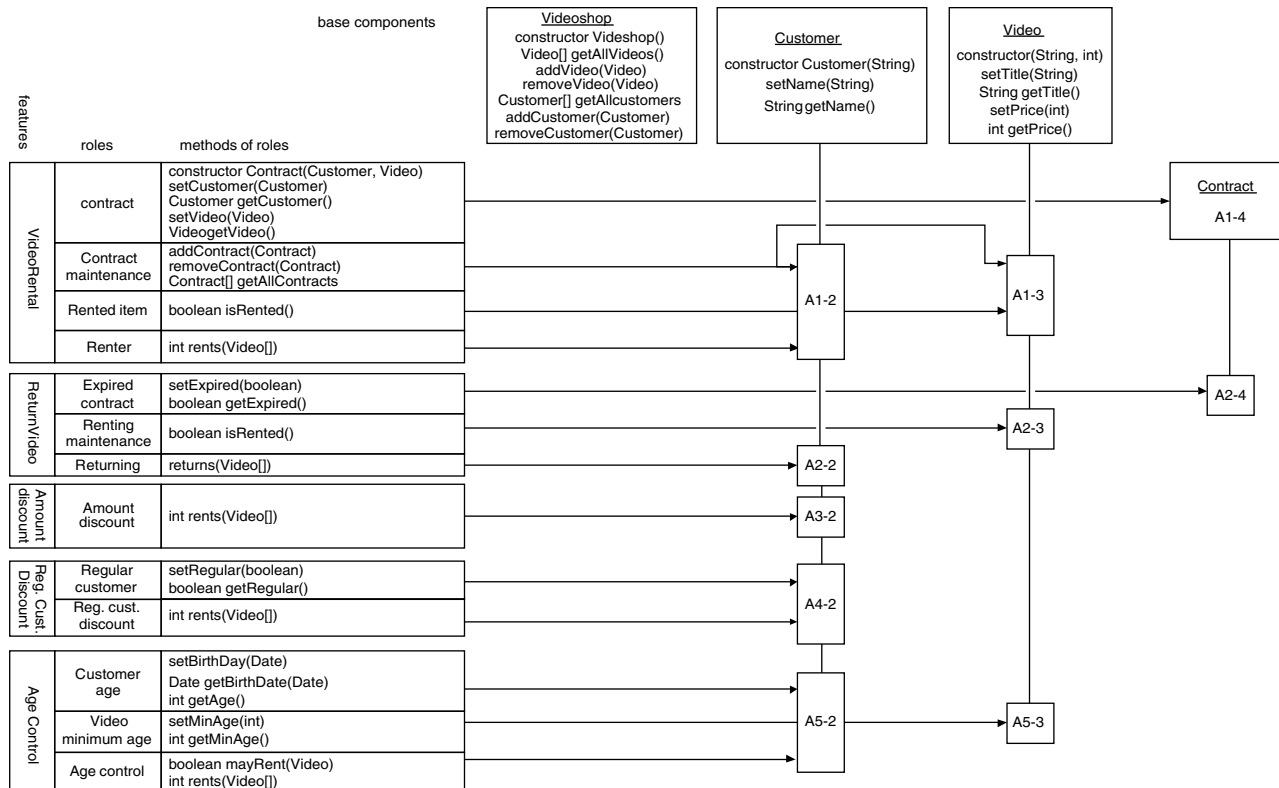 base components
Videoshop
constructor Videshop()
Video[] getAllVideos()
addVideo(Video)
removeVideo(Video)
Customer[] getAllcustomers
addCustomer(Customer)
removeCustomer(Customer)
Customer
constructor Customer(String)
setName(String)
String getName()
Video
constructor(String, int)
setTitle(String)
String getTitle()
setPrice(int)
int getPrice()
features
roles
methods of roles
VideoRental
contract
constructor Contract(Customer, Video)
setCustomer(Customer)
Customer getCustomer()
setVideo(Video)
VideogetVideo()
Contract
A1-4
Contract
maintenance
addContract(Contract)
removeContract(Contract)
Contract[] getAllContracts
Rented item
boolean isRented()
A1-2
A1-3
Renter
int rents(Video[])
ReturnVideo
Expired
contract
setExpired(boolean)
boolean getExpired()
A2-4
Renting
maintenance
boolean isRented()
A2-3
Returning
returns(Video[])
A2-2
Amount
discount
Amount
discount
int rents(Video[])
A3-2
Reg. Cust.
Discount
Regular
customer
setRegular(boolean)
boolean getRegular()
A4-2
Reg. cust.
discount
int rents(Video[])
Age Control
Customer
age
setBirthDay(Date)
Date getBirthDate(Date)
int getAge()
Video
minimum age
setMinAge(int)
int getMinAge()
A5-2
A5-3
Age control
boolean mayRent(Video)
int rents(Video[])